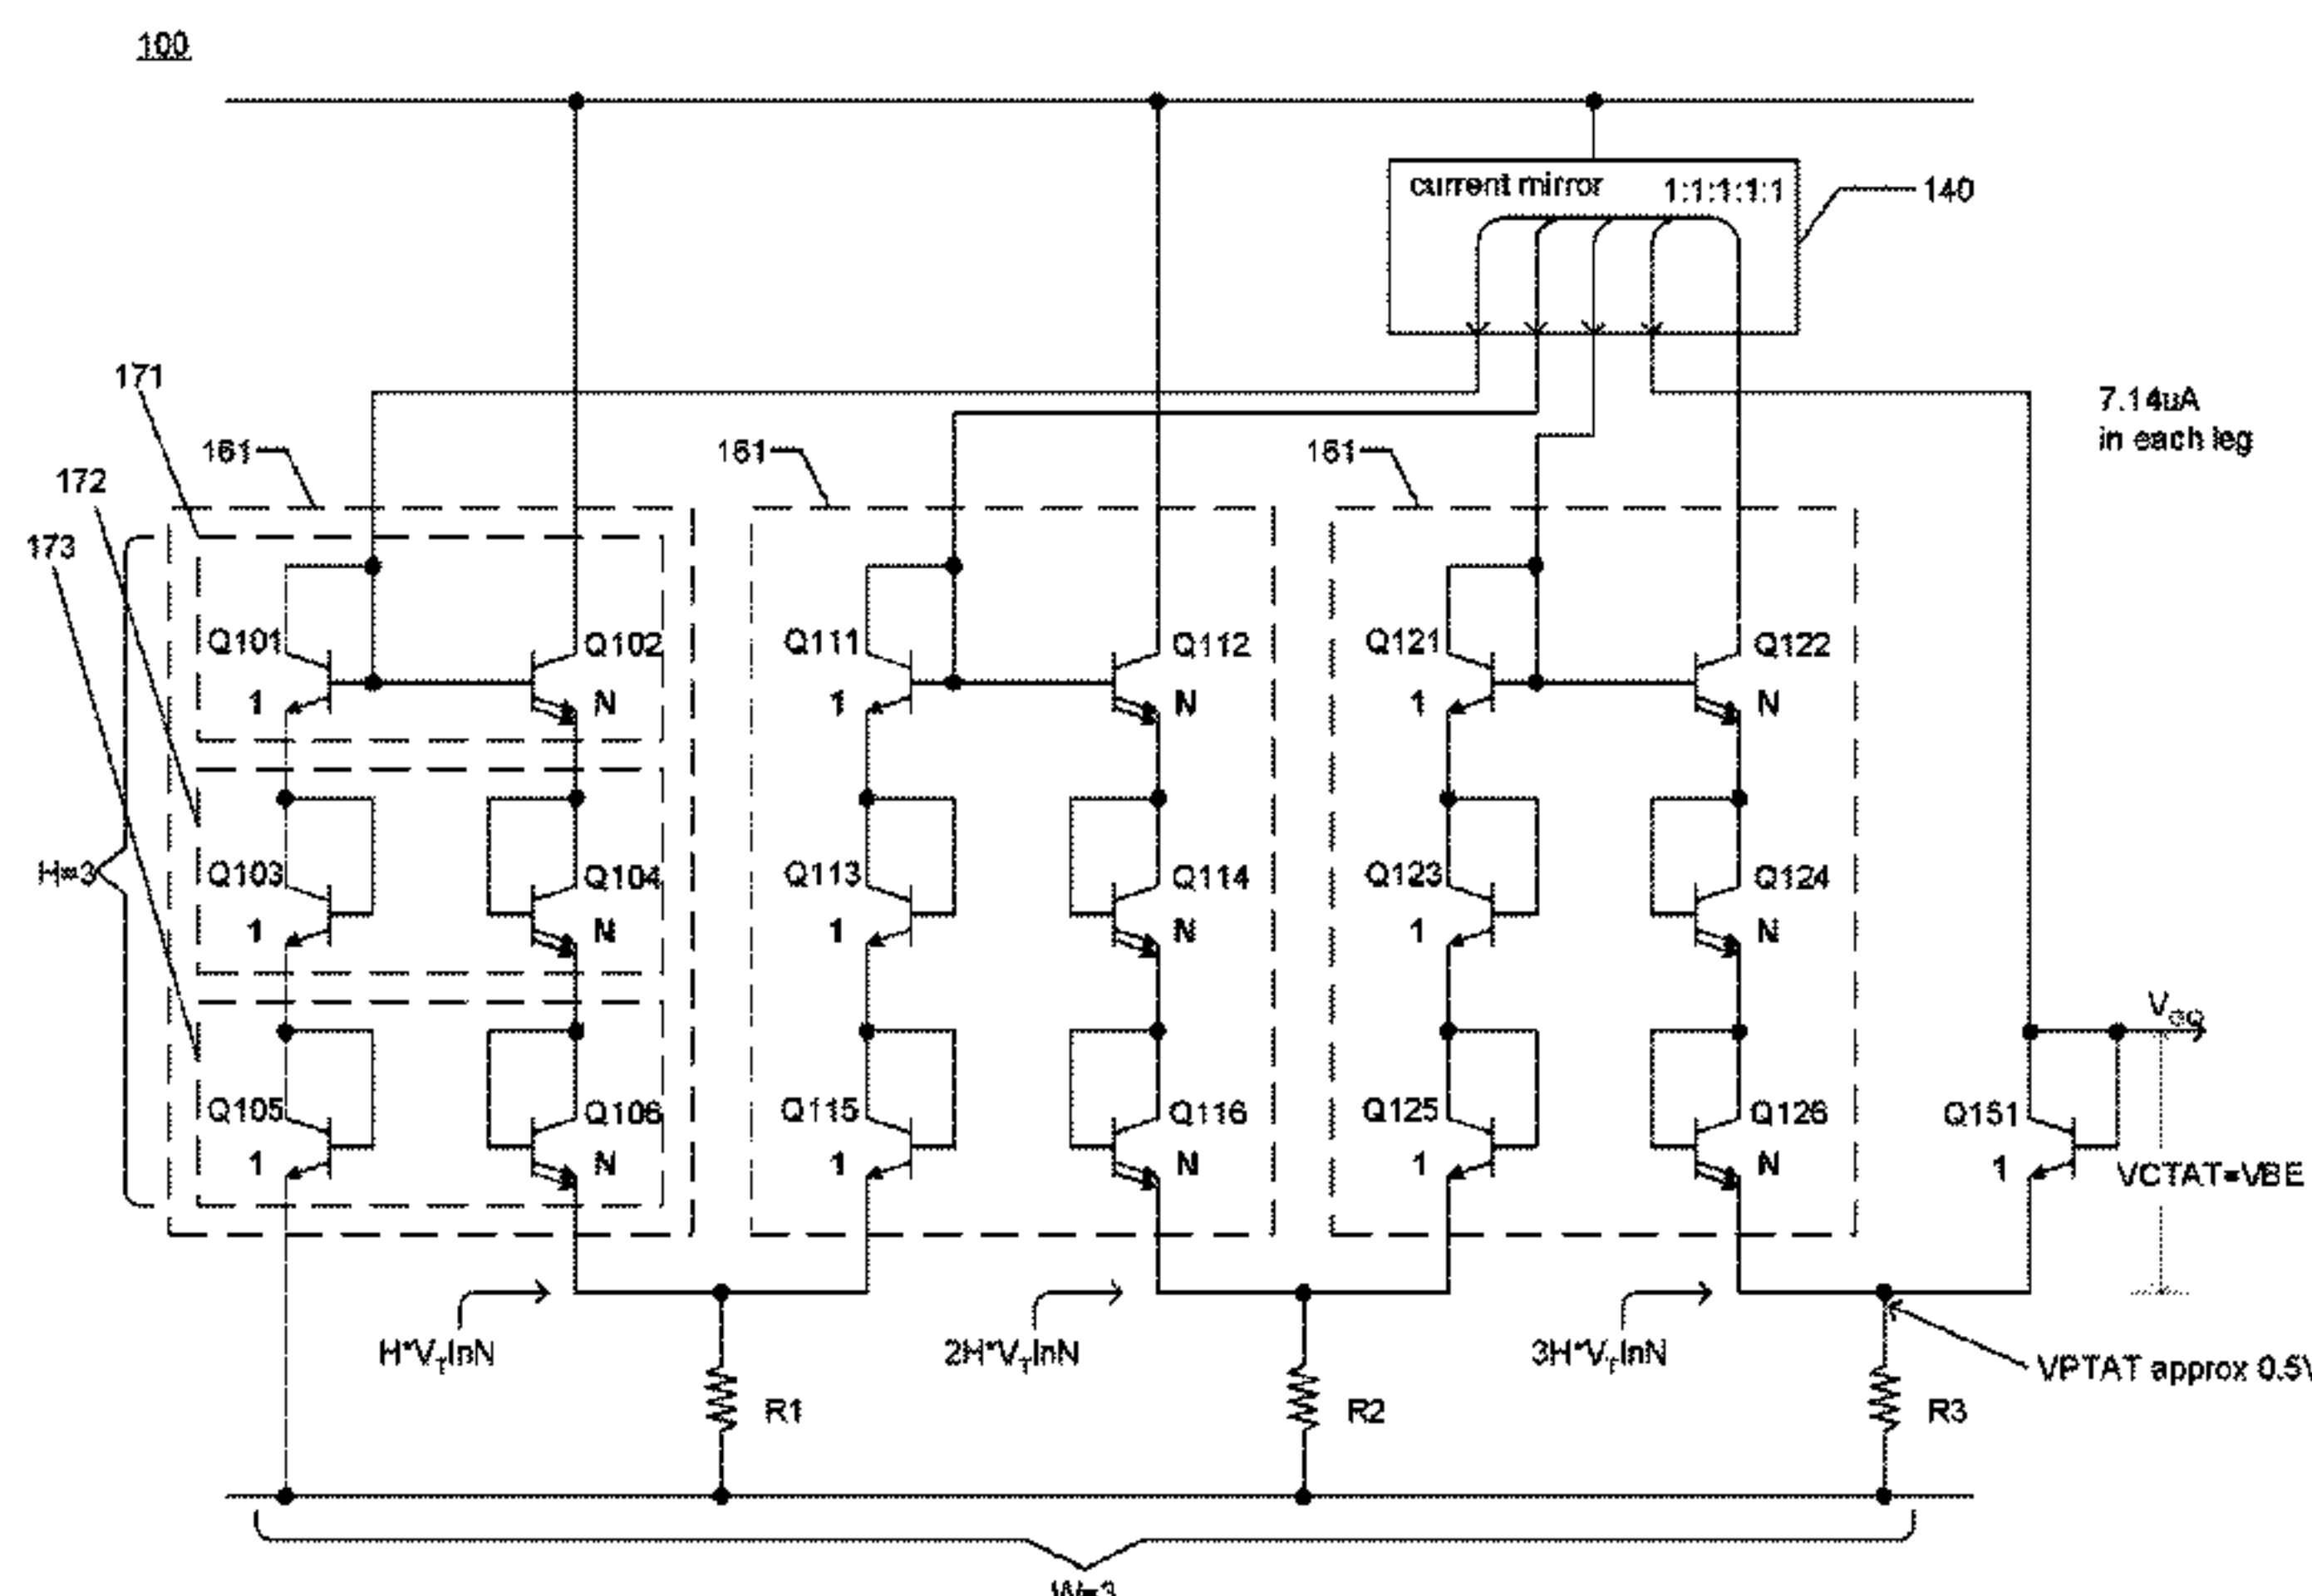 100
current mirror 1:1:1:1:1
140
171
7.14uA
in each leg
161
161
161
172
173
Q101
Q102
Q111
Q112
Q121
Q122
1
N
1
N
1
N
H=3
Q103
Q104
Q113
Q114
Q123
Q124
1
N
1
N
1
N
Q105
Q106
Q115
Q116
Q125
Q126
Q151
1
N
1
N
1
N
1
VCTAT=VBE
H*VTlnN
2H*VTlnN
3H*VTlnN
VPTAT approx 0.5V
R1
R2
R3
W=3